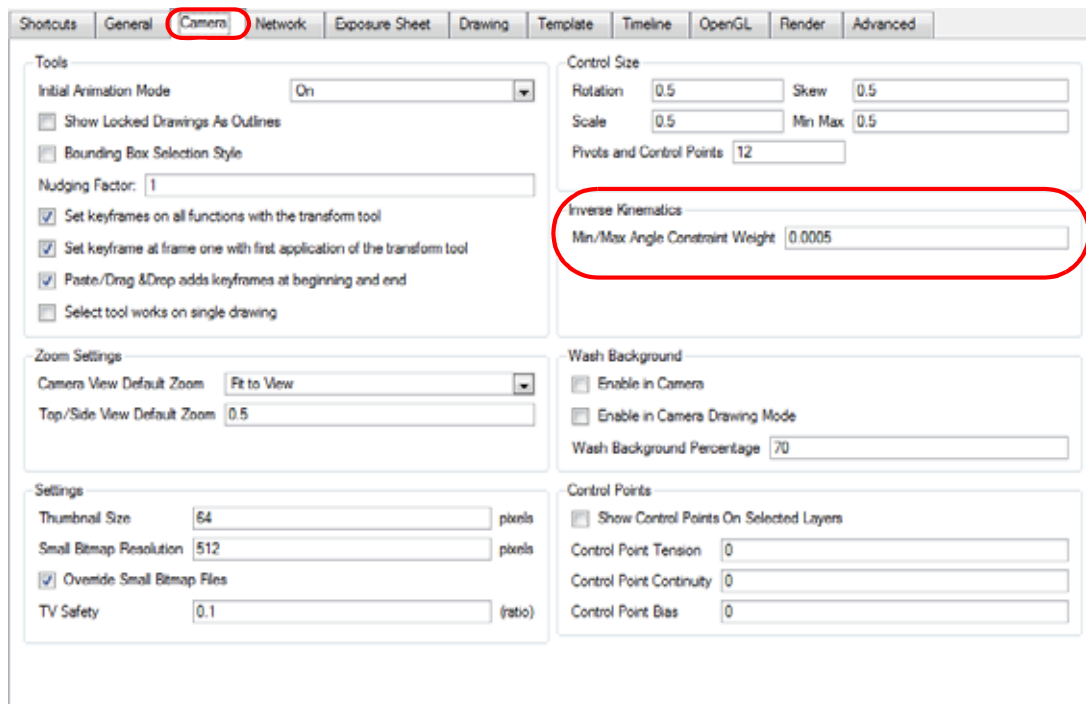 Shortcuts General Camera Network Exposure Sheet Drawing Template Timeline OpenGL Render Advanced
Tools
Initial Animation Mode On
Show Locked Drawings As Outlines
Bounding Box Selection Style
Nudging Factor: 1
Set keyframes on all functions with the transform tool
Set keyframe at frame one with first application of the transform tool
Paste/Drag &Drop adds keyframes at beginning and end
Select tool works on single drawing
Control Size
Rotation 0.5 Skew 0.5
Scale 0.5 Min Max 0.5
Pivots and Control Points 12
Inverse Kinematics
Min/Max Angle Constraint Weight 0.0005
Zoom Settings
Camera View Default Zoom Fit to View
Top/Side View Default Zoom 0.5
Wash Background
Enable in Camera
Enable in Camera Drawing Mode
Wash Background Percentage 70
Settings
Thumbnail Size 64 pixels
Small Bitmap Resolution 512 pixels
Override Small Bitmap Files
TV Safety 0.1 (ratio)
Control Points
Show Control Points On Selected Layers
Control Point Tension 0
Control Point Continuity 0
Control Point Bias 0